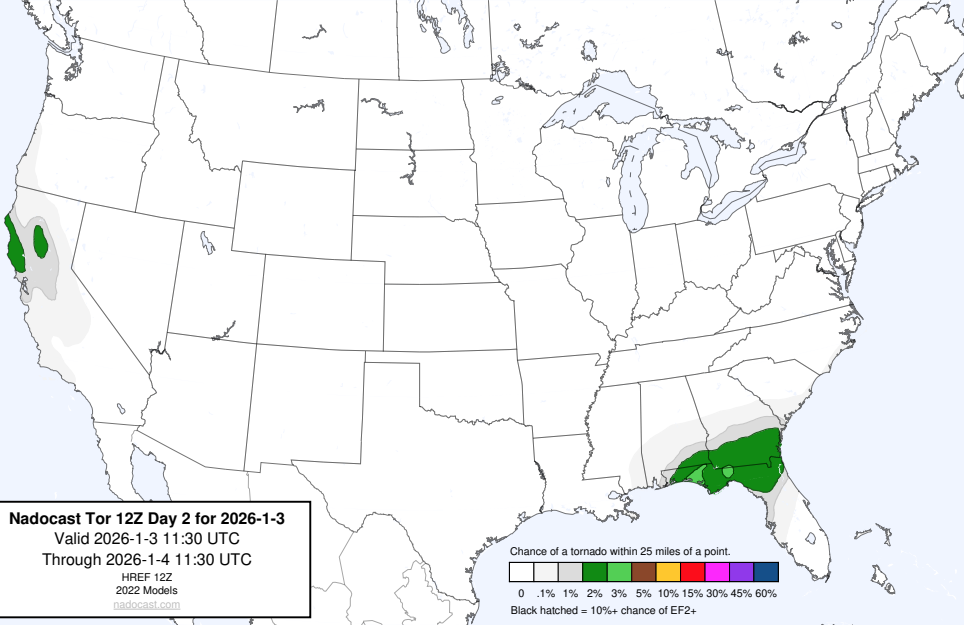 Nadocast Tor 12Z Day 2 for 2026-1-3
Valid 2026-1-3 11:30 UTC
Through 2026-1-4 11:30 UTC
HREF 12Z
2022 Models
nadocast.com
Chance of a tornado within 25 miles of a point.
0 .1% 1% 2% 3% 5% 10% 15% 30% 45% 60%
Black hatched = 10%+ chance of EF2+